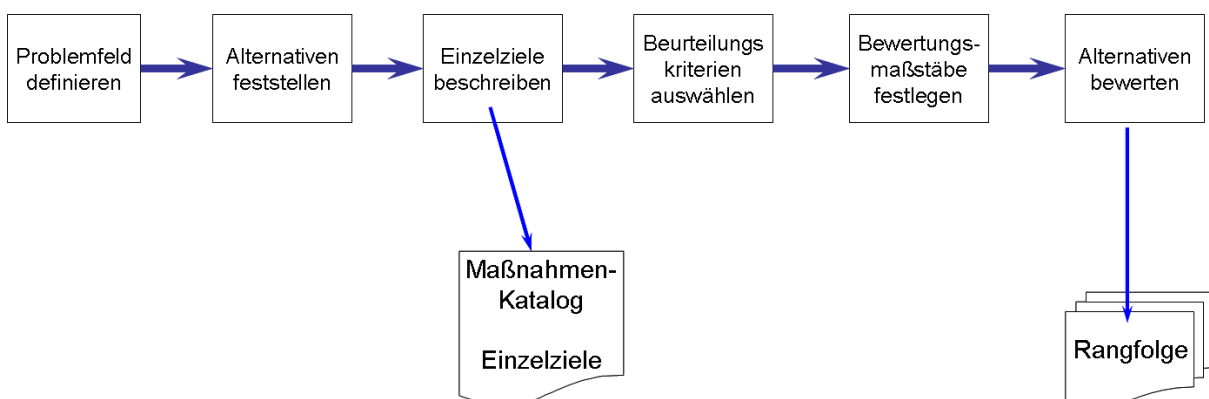 Problemfeld
definieren
Alternativen
feststellen
Einzelziele
beschreiben
Beurteilungs
kriterien
auswählen
Bewertungs-
maßstäbe
festlegen
Alternativen
bewerten
Maßnahmen-
Katalog
Einzelziele
Rangfolge